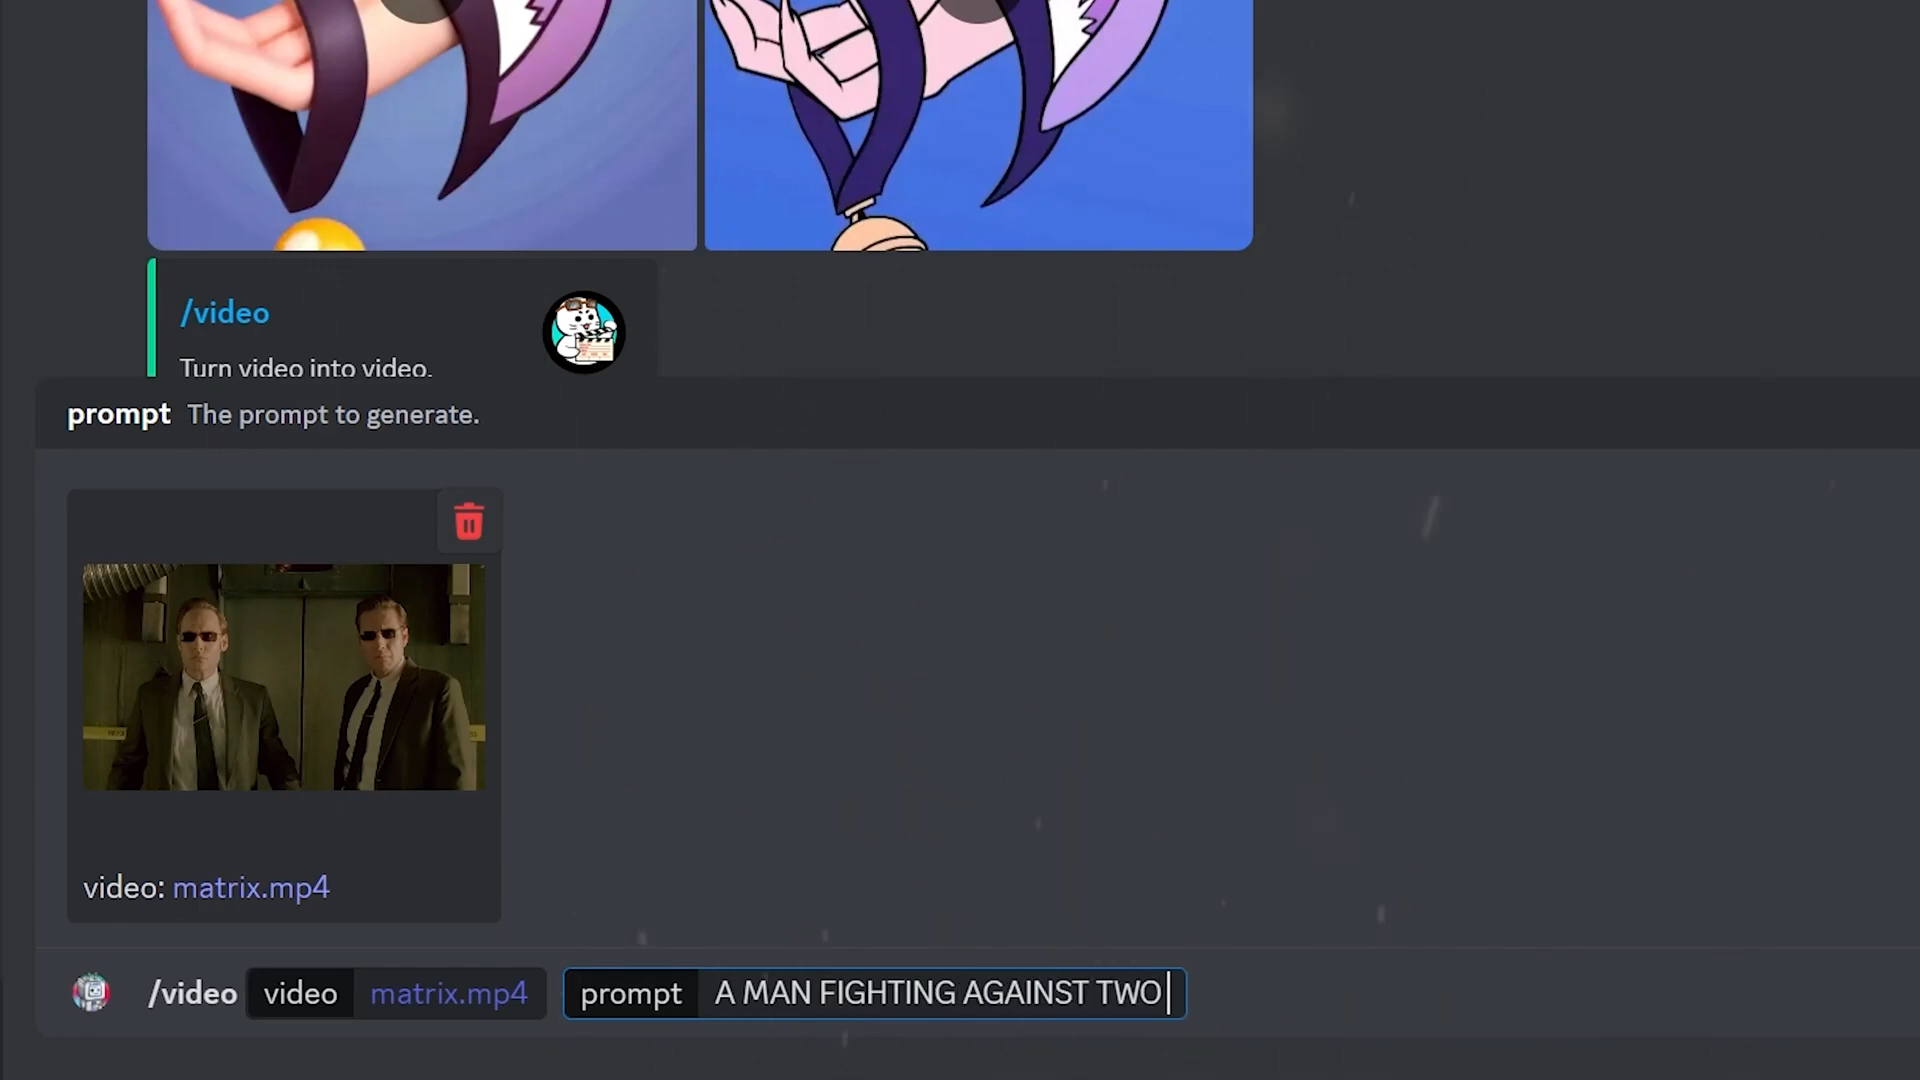 /video
Turn video into video.
prompt The prompt to generate.
video: matrix.mp4
/video video matrix.mp4 prompt A MAN FIGHTING AGAINST TWO